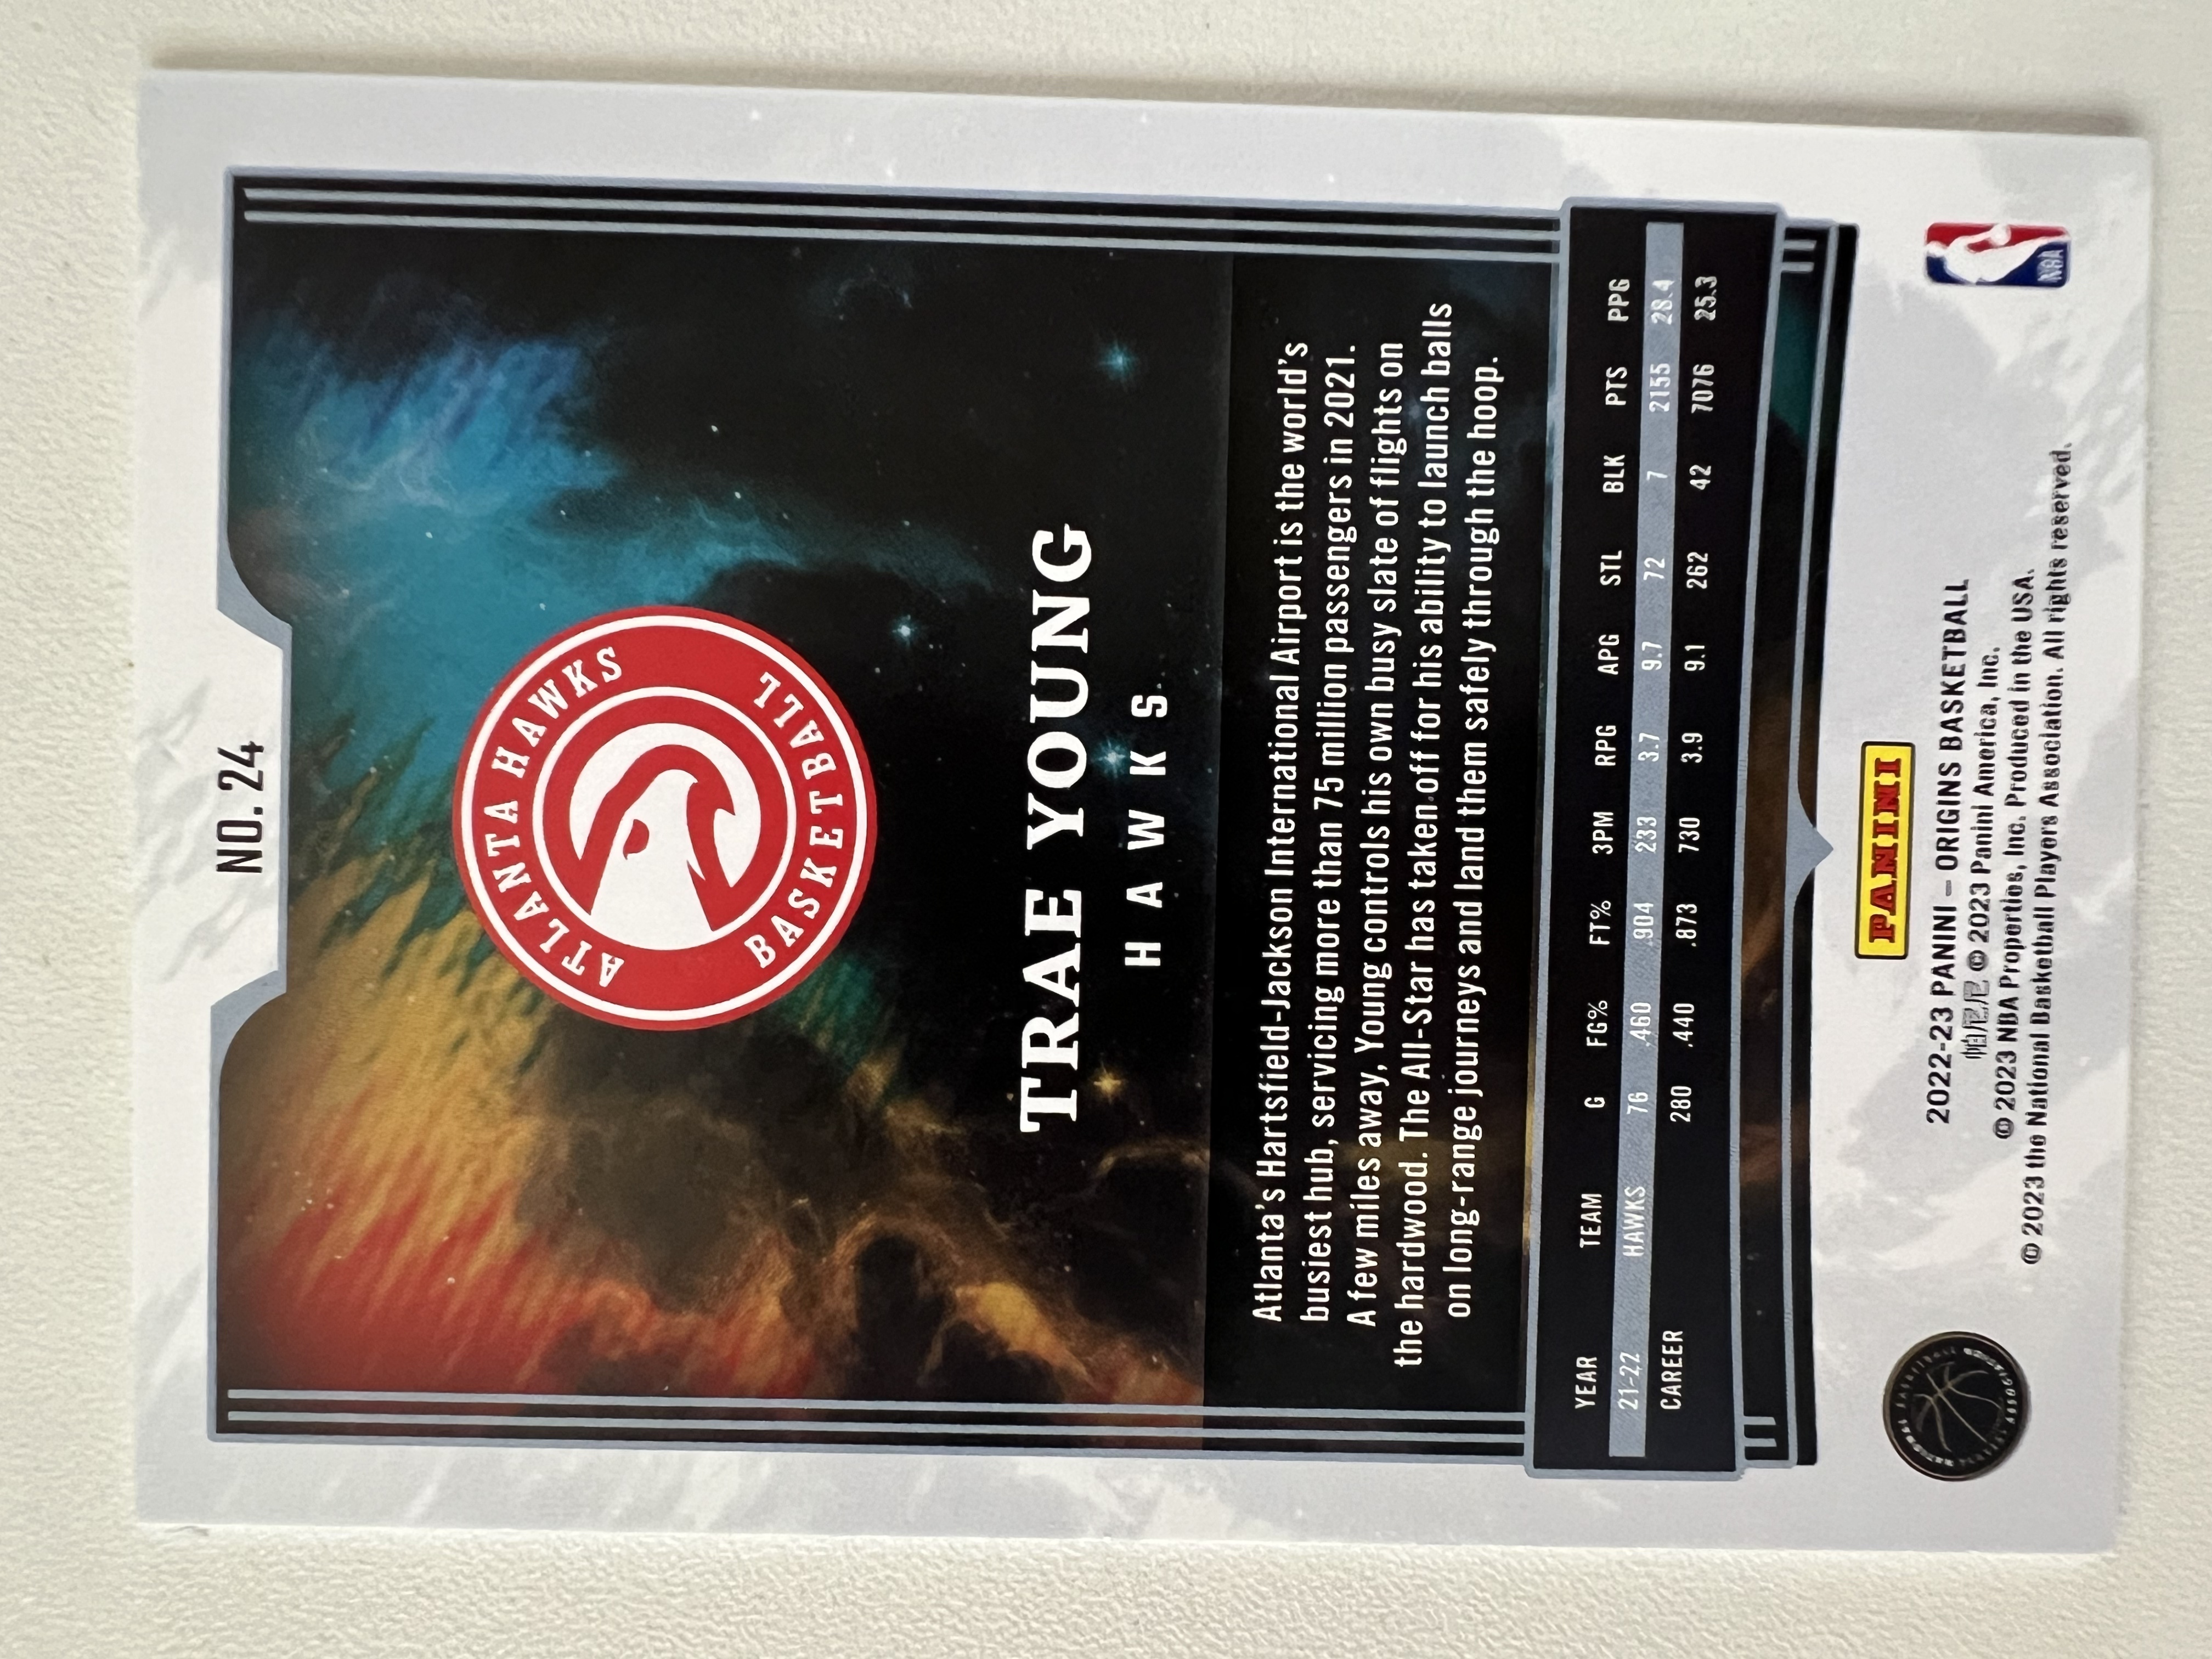 NO. 24
ATLANTA HAWKS
BASKETBALL
TRAE YOUNG
HAWKS
Atlanta's Hartsfield-Jackson International Airport is the world's
busiest hub, servicing more than 75 million passengers in 2021.
A few miles away, Young controls his own busy slate of flights on
the hardwood. The All-Star has taken off for his ability to launch balls
on long-range journeys and land them safely through the hoop.
YEAR TEAM G FG% FT% 3PM RPG APG STL BLK PTS PPG
21-22 HAWKS 76 .460 .904 233 3.7 9.7 72 7 2155 28.4
CAREER 280 .440 .873 730 3.9 9.1 262 42 7076 25.3
PANINI
2022-23 PANINI – ORIGINS BASKETBALL
帕尼尼 © 2023 Panini America, Inc.
© 2023 NBA Properties, Inc. Produced in the USA.
© 2023 the National Basketball Players Association. All rights reserved.
NBA